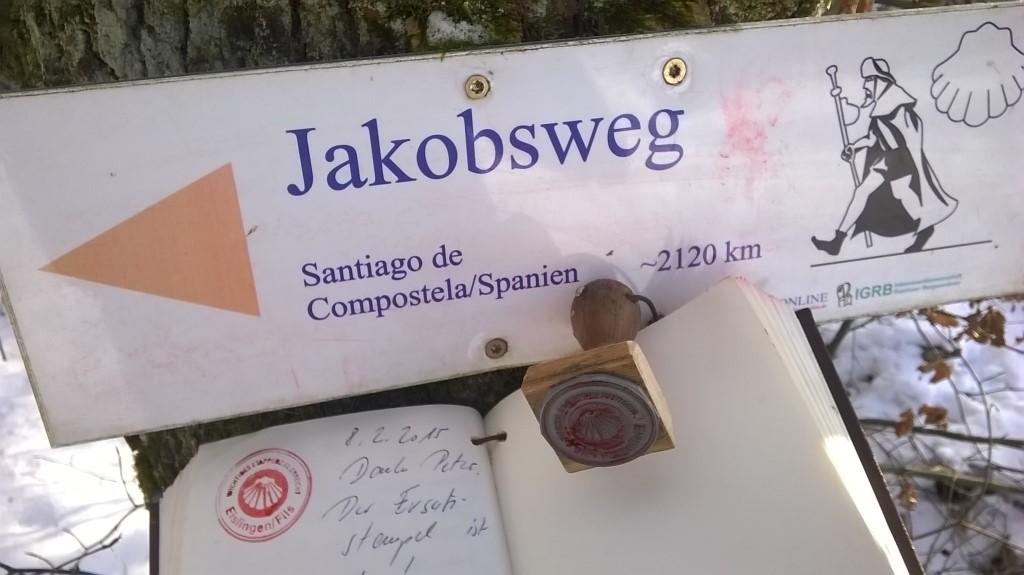 Jakobsweg
Santiago de
Compostela/Spanien
~2120 km
ONLINE
IGRB
Eislingen/Fils
8.2.2015
Danke Peter.
Der Ersatz-
stempel ist